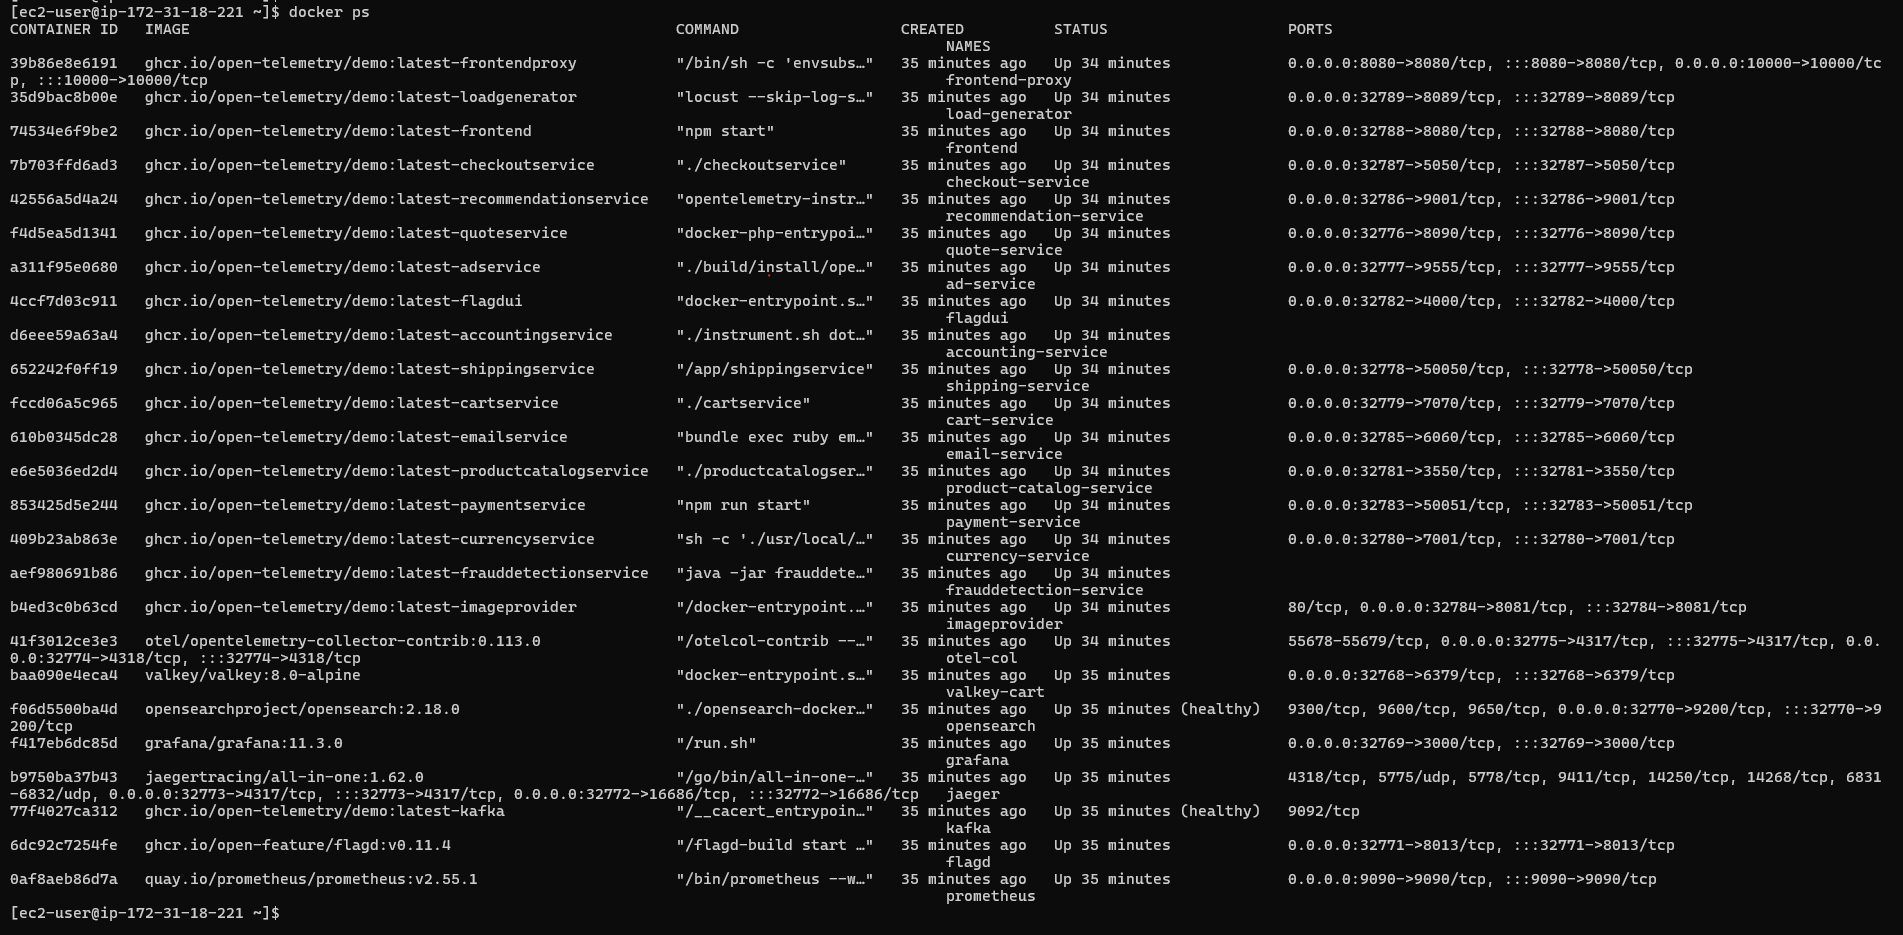 [ec2-user@ip-172-31-18-221 ~]$ docker ps
CONTAINER ID   IMAGE   COMMAND   CREATED   STATUS   PORTS
NAMES
39b86e8e6191   ghcr.io/open-telemetry/demo:latest-frontendproxy   "/bin/sh -c 'envsubs…"   35 minutes ago   Up 34 minutes   0.0.0.0:8080->8080/tcp, :::8080->8080/tcp, 0.0.0.0:10000->10000/tc
p, :::10000->10000/tcp   frontend-proxy
35d9bac8b00e   ghcr.io/open-telemetry/demo:latest-loadgenerator   "locust --skip-log-s…"   35 minutes ago   Up 34 minutes   0.0.0.0:32789->8089/tcp, :::32789->8089/tcp
load-generator
74534e6f9be2   ghcr.io/open-telemetry/demo:latest-frontend   "npm start"   35 minutes ago   Up 34 minutes   0.0.0.0:32788->8080/tcp, :::32788->8080/tcp
frontend
7b703ffd6ad3   ghcr.io/open-telemetry/demo:latest-checkoutservice   "./checkoutservice"   35 minutes ago   Up 34 minutes   0.0.0.0:32787->5050/tcp, :::32787->5050/tcp
checkout-service
42556a5d4a24   ghcr.io/open-telemetry/demo:latest-recommendationservice   "opentelemetry-instr…"   35 minutes ago   Up 34 minutes   0.0.0.0:32786->9001/tcp, :::32786->9001/tcp
recommendation-service
f4d5ea5d1341   ghcr.io/open-telemetry/demo:latest-quoteservice   "docker-php-entrypoi…"   35 minutes ago   Up 34 minutes   0.0.0.0:32776->8090/tcp, :::32776->8090/tcp
quote-service
a311f95e0680   ghcr.io/open-telemetry/demo:latest-adservice   "./build/install/ope…"   35 minutes ago   Up 34 minutes   0.0.0.0:32777->9555/tcp, :::32777->9555/tcp
ad-service
4ccf7d03c911   ghcr.io/open-telemetry/demo:latest-flagdui   "docker-entrypoint.s…"   35 minutes ago   Up 34 minutes   0.0.0.0:32782->4000/tcp, :::32782->4000/tcp
flagdui
d6eee59a63a4   ghcr.io/open-telemetry/demo:latest-accountingservice   "./instrument.sh dot…"   35 minutes ago   Up 34 minutes
accounting-service
652242f0ff19   ghcr.io/open-telemetry/demo:latest-shippingservice   "/app/shippingservice"   35 minutes ago   Up 34 minutes   0.0.0.0:32778->50050/tcp, :::32778->50050/tcp
shipping-service
fccd06a5c965   ghcr.io/open-telemetry/demo:latest-cartservice   "./cartservice"   35 minutes ago   Up 34 minutes   0.0.0.0:32779->7070/tcp, :::32779->7070/tcp
cart-service
610b0345dc28   ghcr.io/open-telemetry/demo:latest-emailservice   "bundle exec ruby em…"   35 minutes ago   Up 34 minutes   0.0.0.0:32785->6060/tcp, :::32785->6060/tcp
email-service
e6e5036ed2d4   ghcr.io/open-telemetry/demo:latest-productcatalogservice   "./productcatalogser…"   35 minutes ago   Up 34 minutes   0.0.0.0:32781->3550/tcp, :::32781->3550/tcp
product-catalog-service
853425d5e244   ghcr.io/open-telemetry/demo:latest-paymentservice   "npm run start"   35 minutes ago   Up 34 minutes   0.0.0.0:32783->50051/tcp, :::32783->50051/tcp
payment-service
409b23ab863e   ghcr.io/open-telemetry/demo:latest-currencyservice   "sh -c './usr/local/…"   35 minutes ago   Up 34 minutes   0.0.0.0:32780->7001/tcp, :::32780->7001/tcp
currency-service
aef980691b86   ghcr.io/open-telemetry/demo:latest-frauddetectionservice   "java -jar frauddete…"   35 minutes ago   Up 34 minutes
frauddetection-service
b4ed3c0b63cd   ghcr.io/open-telemetry/demo:latest-imageprovider   "/docker-entrypoint.…"   35 minutes ago   Up 34 minutes   80/tcp, 0.0.0.0:32784->8081/tcp, :::32784->8081/tcp
imageprovider
41f3012ce3e3   otel/opentelemetry-collector-contrib:0.113.0   "/otelcol-contrib --…"   35 minutes ago   Up 34 minutes   55678-55679/tcp, 0.0.0.0:32775->4317/tcp, :::32775->4317/tcp, 0.0.
0.0:32774->4318/tcp, :::32774->4318/tcp   otel-col
baa090e4eca4   valkey/valkey:8.0-alpine   "docker-entrypoint.s…"   35 minutes ago   Up 35 minutes   0.0.0.0:32768->6379/tcp, :::32768->6379/tcp
valkey-cart
f06d5500ba4d   opensearchproject/opensearch:2.18.0   "./opensearch-docker…"   35 minutes ago   Up 35 minutes (healthy)   9300/tcp, 9600/tcp, 9650/tcp, 0.0.0.0:32770->9200/tcp, :::32770->9
200/tcp   opensearch
f417eb6dc85d   grafana/grafana:11.3.0   "/run.sh"   35 minutes ago   Up 35 minutes   0.0.0.0:32769->3000/tcp, :::32769->3000/tcp
grafana
b9750ba37b43   jaegertracing/all-in-one:1.62.0   "/go/bin/all-in-one-…"   35 minutes ago   Up 35 minutes   4318/tcp, 5775/udp, 5778/tcp, 9411/tcp, 14250/tcp, 14268/tcp, 6831
-6832/udp, 0.0.0.0:32773->4317/tcp, :::32773->4317/tcp, 0.0.0.0:32772->16686/tcp, :::32772->16686/tcp   jaeger
77f4027ca312   ghcr.io/open-telemetry/demo:latest-kafka   "/__cacert_entrypoin…"   35 minutes ago   Up 35 minutes (healthy)   9092/tcp
kafka
6dc92c7254fe   ghcr.io/open-feature/flagd:v0.11.4   "/flagd-build start …"   35 minutes ago   Up 35 minutes   0.0.0.0:32771->8013/tcp, :::32771->8013/tcp
flagd
0af8aeb86d7a   quay.io/prometheus/prometheus:v2.55.1   "/bin/prometheus --w…"   35 minutes ago   Up 35 minutes   0.0.0.0:9090->9090/tcp, :::9090->9090/tcp
prometheus
[ec2-user@ip-172-31-18-221 ~]$